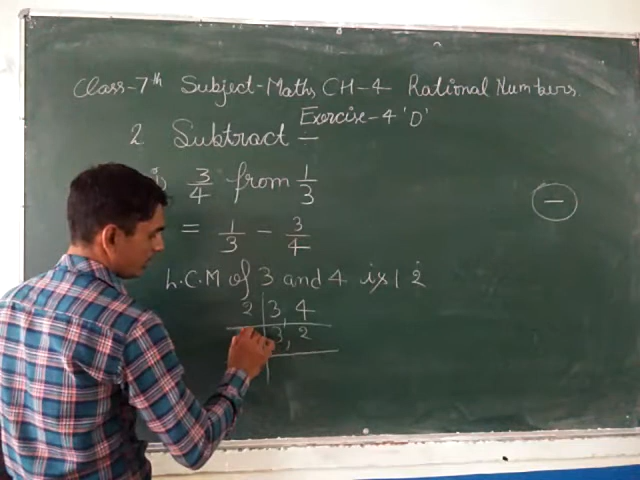 Class-7th Subject-Maths CH-4 Rational Numbers.
Exercise-4 'D'
2 Subtract :-
3/4 from 1/3
= 1/3 - 3/4
L.C.M of 3 and 4 is 12
2 | 3, 4
3, 2
-